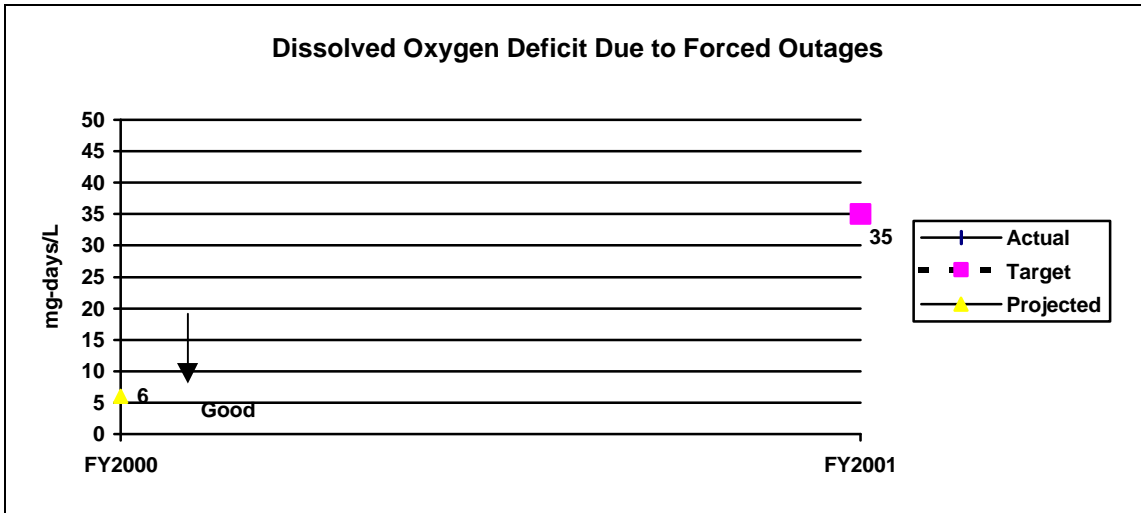 Dissolved Oxygen Deficit Due to Forced Outages
mg-days/L
50
45
40
35
30
25
20
15
10
5
0
6
Good
35
FY2000
FY2001
Actual
Target
Projected